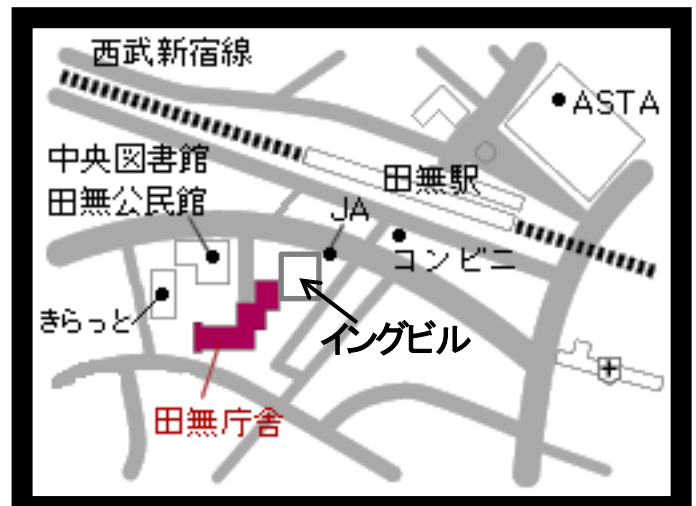 西武新宿線
ASTA
中央図書館
田無公民館
田無駅
JA
コンビニ
きらっと
イングビル
田無庁舎